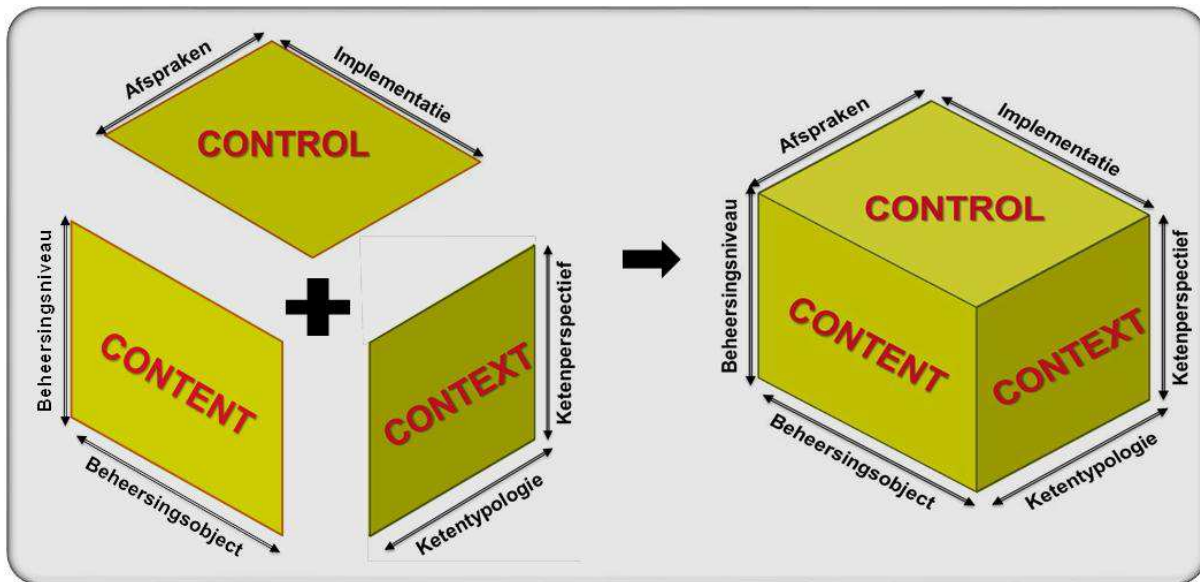 Afspraken
Implementatie
CONTROL
Beheersingsniveau
CONTENT
Beheersingsobject
CONTEXT
Ketenperspectief
Ketentypologie
Afspraken
Implementatie
CONTROL
Beheersingsniveau
CONTENT
CONTEXT
Ketenperspectief
Beheersingsobject
Ketentypologie